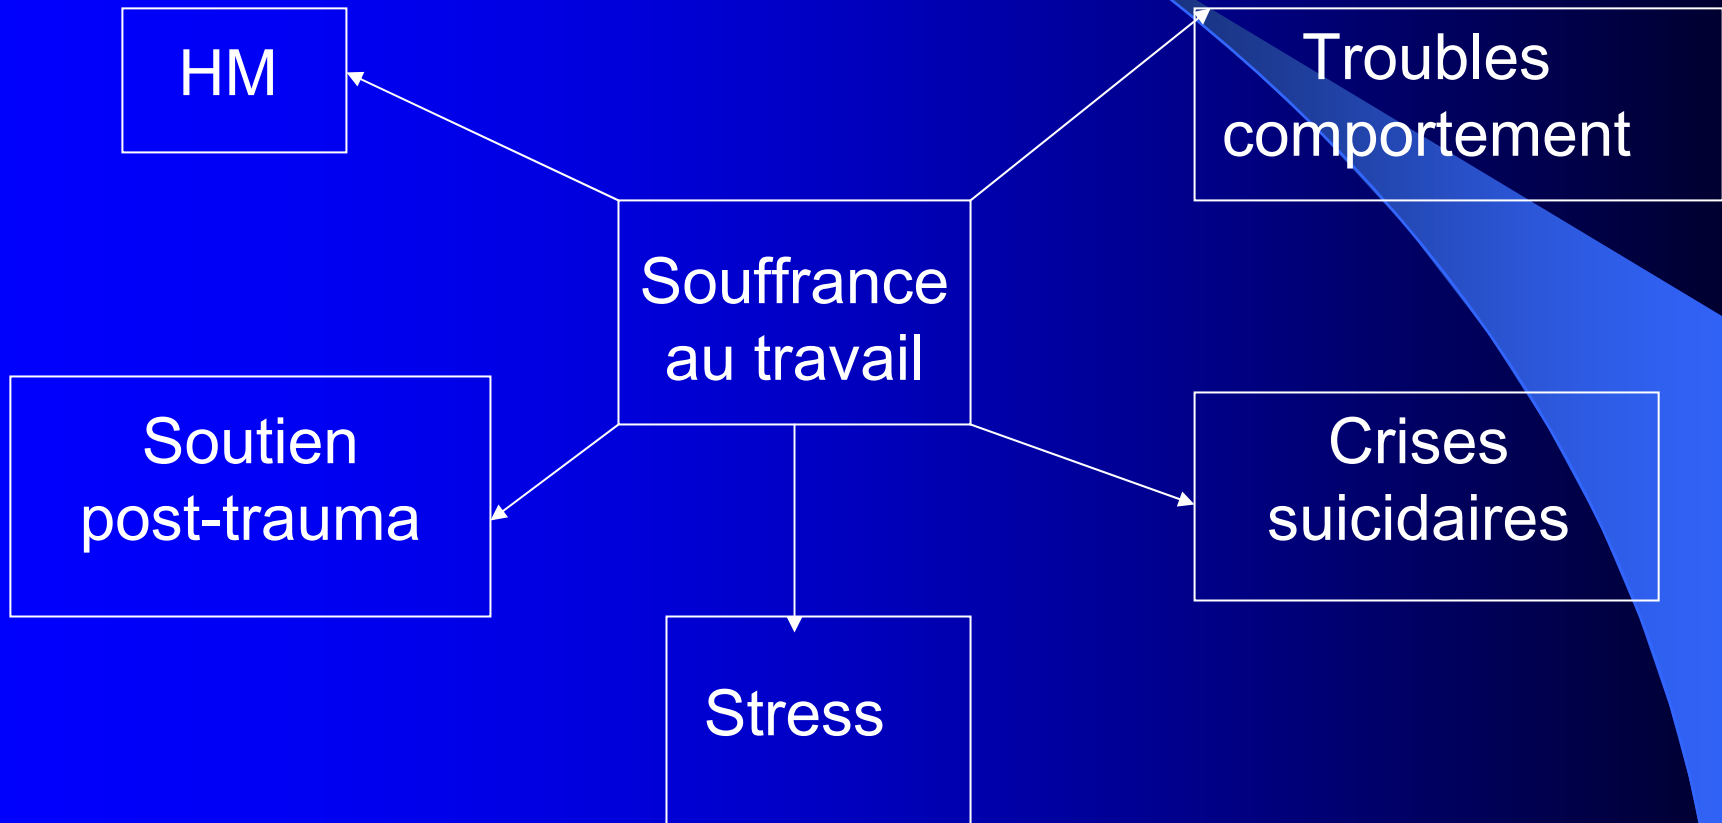 HM
Troubles
comportement
Souffrance
au travail
Soutien
post-trauma
Crises
suicidaires
Stress